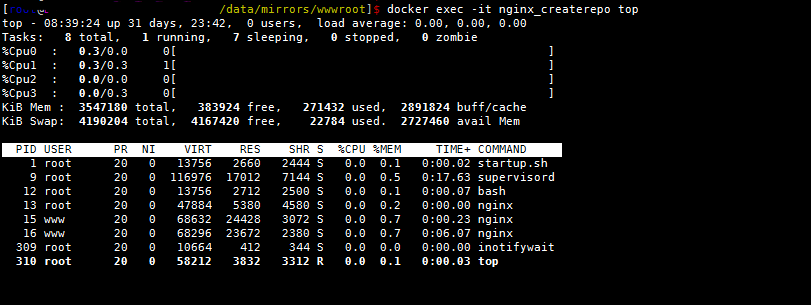 [ /data/mirrors/wwwroot]$ docker exec -it nginx_createrepo top
top - 08:39:24 up 31 days, 23:42,  0 users,  load average: 0.00, 0.00, 0.00
Tasks:   8 total,   1 running,   7 sleeping,   0 stopped,   0 zombie
%Cpu0  :   0.3/0.0     0[                                                      ]
%Cpu1  :   0.3/0.3     1[                                                      ]
%Cpu2  :   0.0/0.0     0[                                                      ]
%Cpu3  :   0.0/0.3     0[                                                      ]
KiB Mem :  3547180 total,   383924 free,   271432 used,  2891824 buff/cache
KiB Swap:  4190204 total,  4167420 free,    22784 used.  2727460 avail Mem
PID USER      PR  NI    VIRT    RES    SHR S  %CPU %MEM     TIME+ COMMAND
1 root      20   0   13756   2660   2444 S   0.0  0.1   0:00.02 startup.sh
9 root      20   0  116976  17012   7144 S   0.0  0.5   0:17.63 supervisord
12 root      20   0   13756   2712   2500 S   0.0  0.1   0:00.07 bash
13 root      20   0   47884   5380   4580 S   0.0  0.2   0:00.00 nginx
15 www       20   0   68632  24428   3072 S   0.0  0.7   0:00.23 nginx
16 www       20   0   68296  23672   2380 S   0.0  0.7   0:06.07 nginx
309 root      20   0   10664    412    344 S   0.0  0.0   0:00.00 inotifywait
310 root      20   0   58212   3832   3312 R   0.0  0.1   0:00.03 top